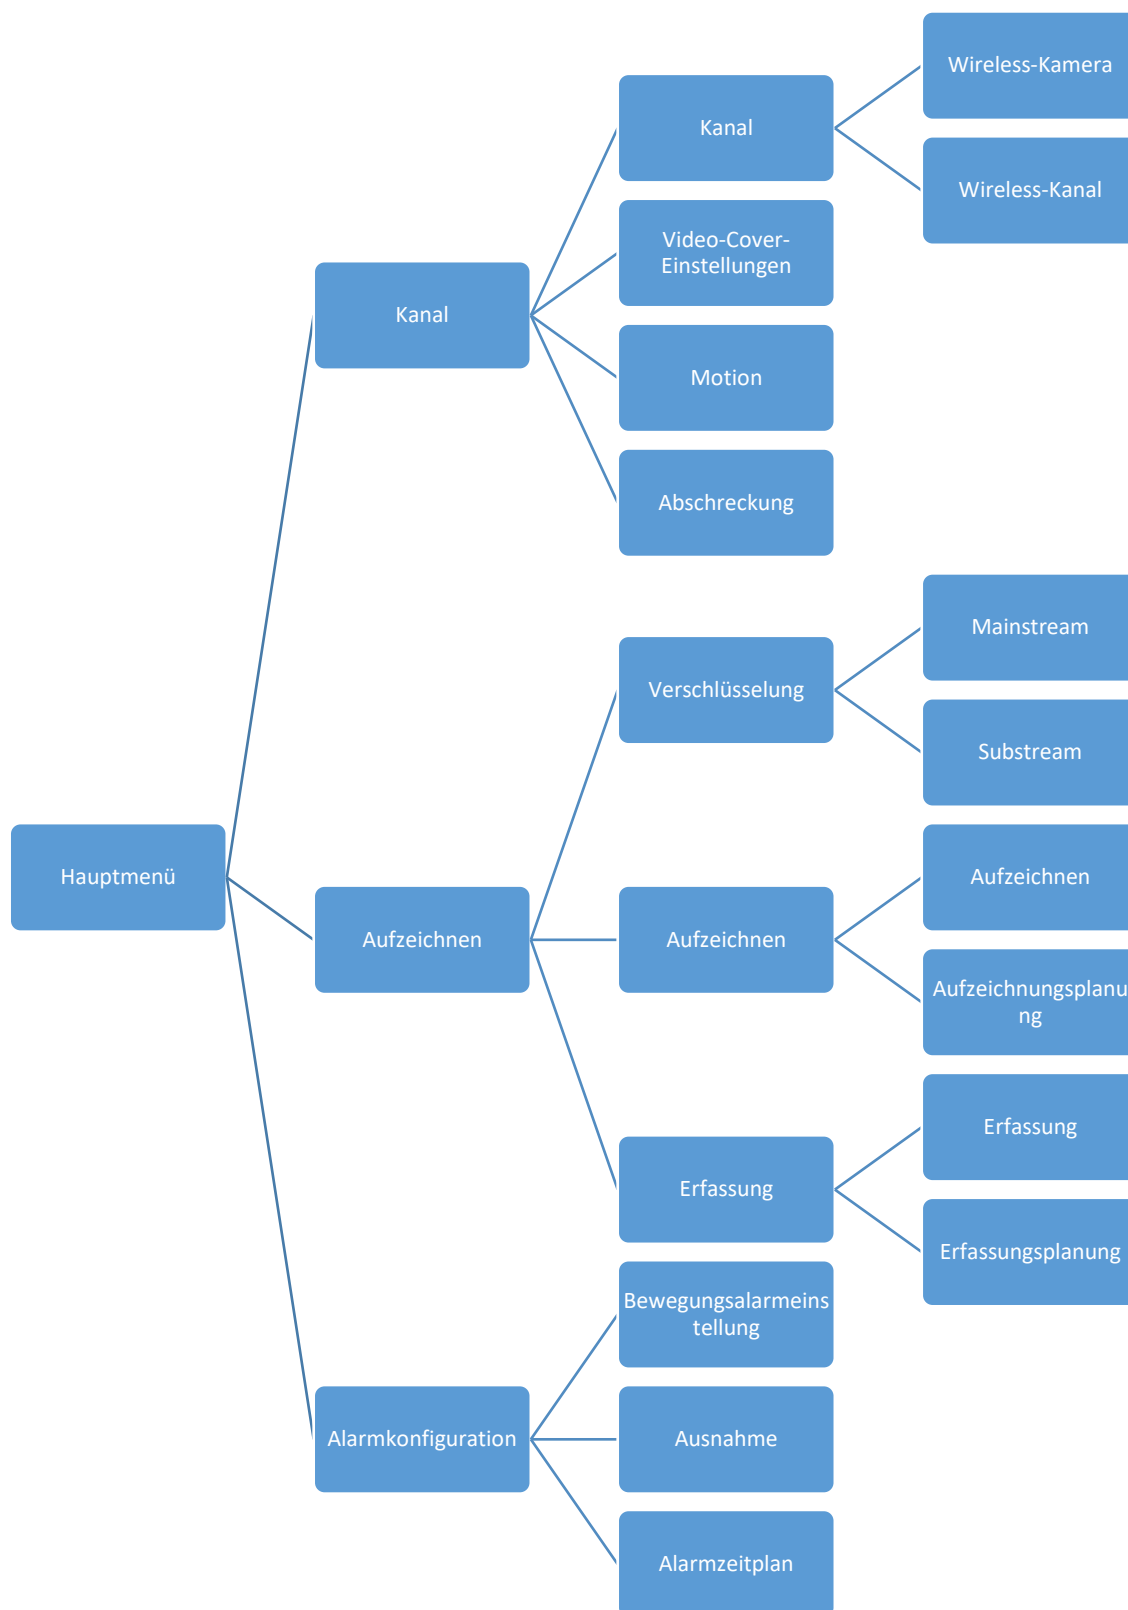 Wireless-Kamera
Kanal
Wireless-Kanal
Video-Cover-
Einstellungen
Kanal
Motion
Abschreckung
Mainstream
Verschlüsselung
Substream
Hauptmenü
Aufzeichnen
Aufzeichnen
Aufzeichnen
Aufzeichnungsplanu
ng
Erfassung
Erfassung
Erfassungsplanung
Bewegungsalarmeins
tellung
Alarmkonfiguration
Ausnahme
Alarmzeitplan